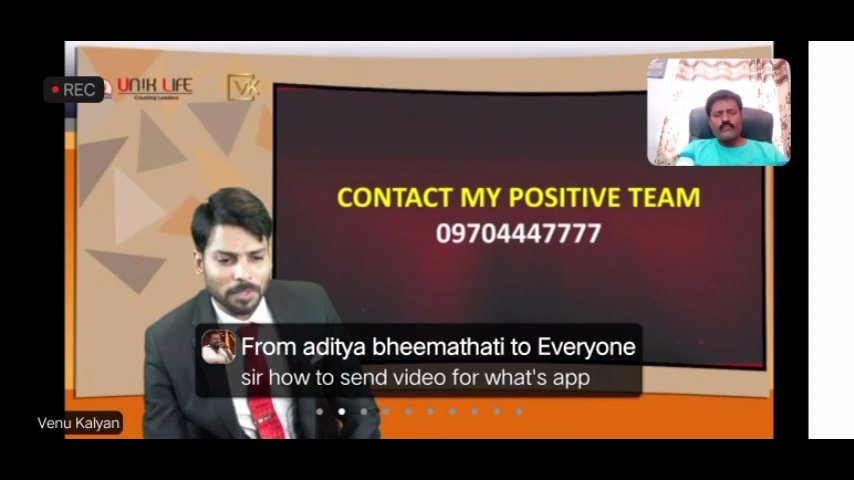 REC
UNIK LIFE
Creating Leaders
VK
CONTACT MY POSITIVE TEAM
09704447777
From aditya bheemathati to Everyone
sir how to send video for what's app
Venu Kalyan